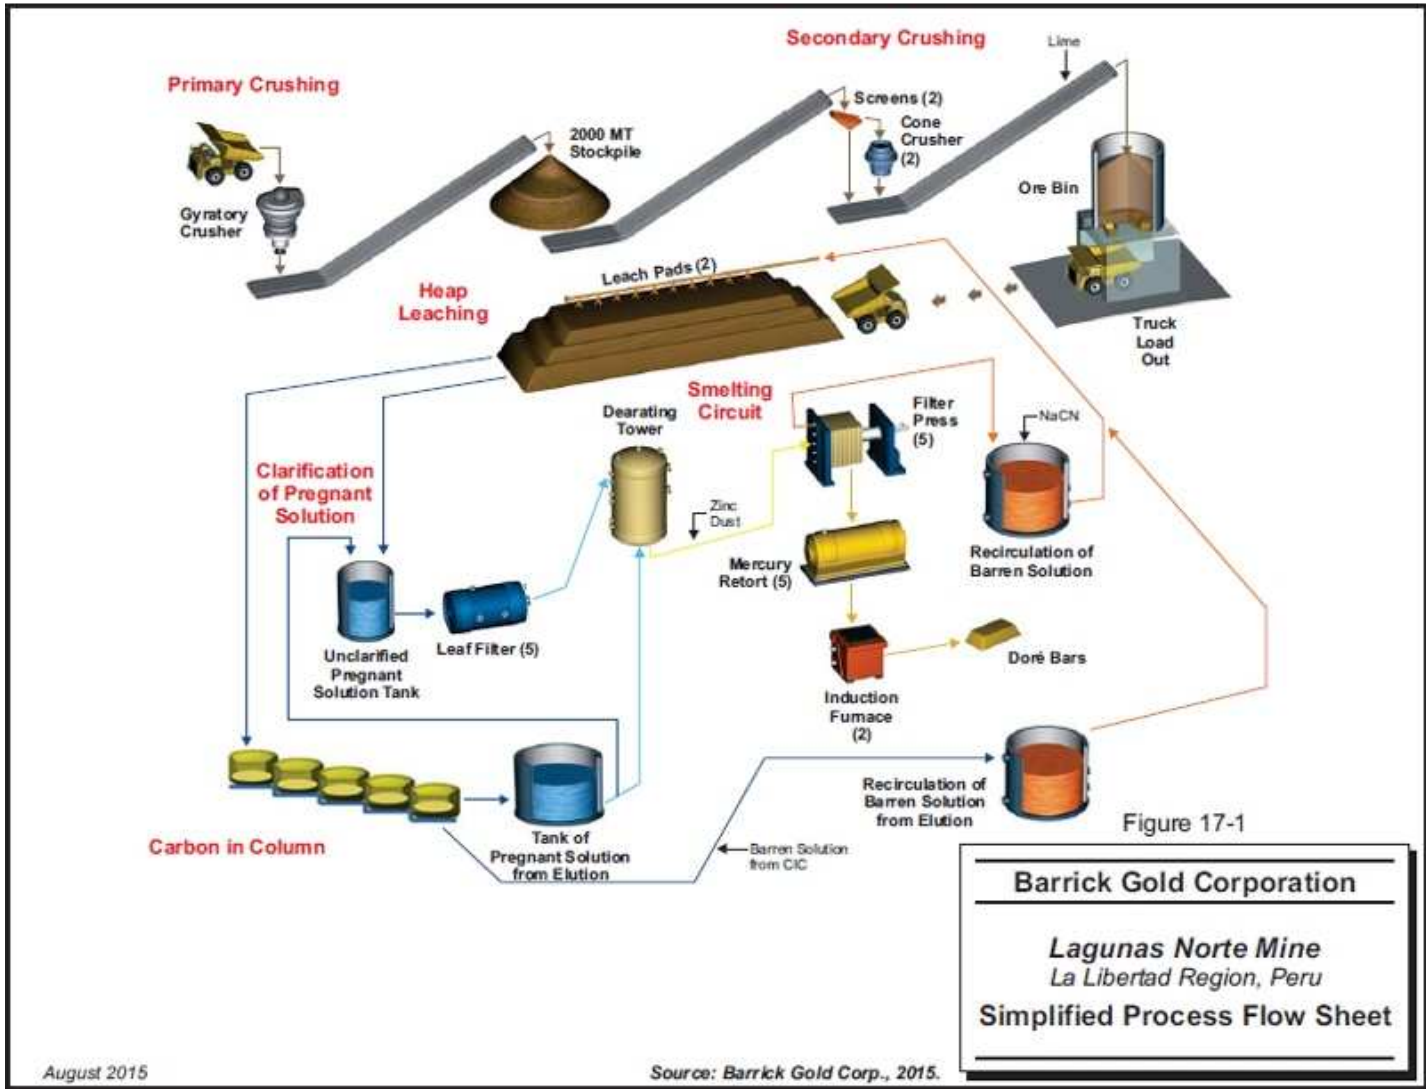 Primary Crushing
Secondary Crushing
Lime
2000 MT
Stockpile
Screens (2)
Cone
Crusher
(2)
Gyratory
Crusher
Ore Bin
Truck
Load
Out
Heap
Leaching
Leach Pads (2)
Smelting
Circuit
Dearating
Tower
Filter
Press
(5)
NaCN
Clarification
of Pregnant
Solution
Zinc
Dust
Mercury
Retort (5)
Recirculation of
Barren Solution
Unclarified
Pregnant
Solution Tank
Leaf Filter (5)
Induction
Furnace
(2)
Doré Bars
Carbon in Column
Tank of
Pregnant Solution
from Elution
Barren Solution
from CIC
Recirculation of
Barren Solution
from Elution
Figure 17-1
Barrick Gold Corporation
Lagunas Norte Mine
La Libertad Region, Peru
Simplified Process Flow Sheet
August 2015
Source: Barrick Gold Corp., 2015.